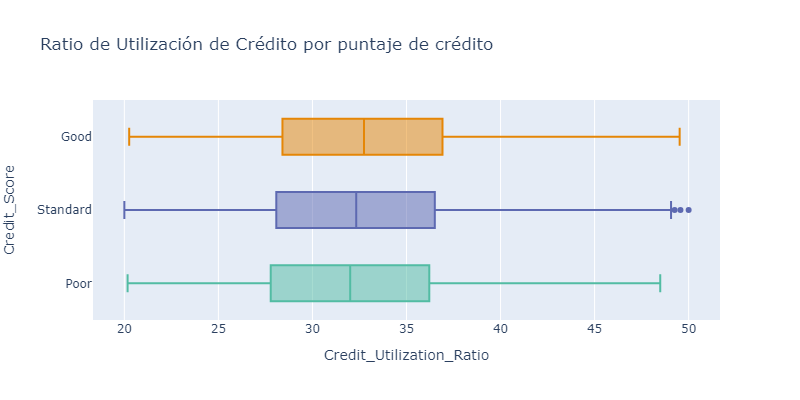 Ratio de Utilización de Crédito por puntaje de crédito
Credit_Score
Good
Standard
Poor
20 25 30 35 40 45 50
Credit_Utilization_Ratio